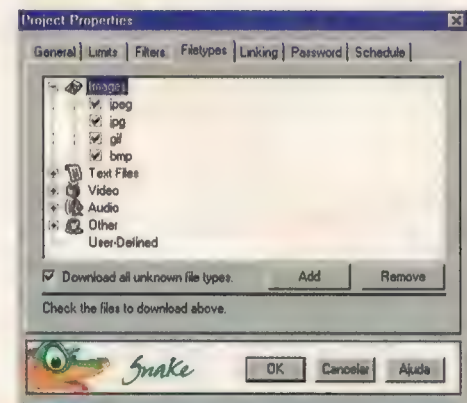 Project Properties
General Limits Filters Filetypes Linking Password Schedule
Images
jpeg
jpg
gif
bmp
Text Files
Video
Audio
Other
User-Defined
Download all unknown file types. Add Remove
Check the files to download above.
Snake OK Cancelar Ajuda